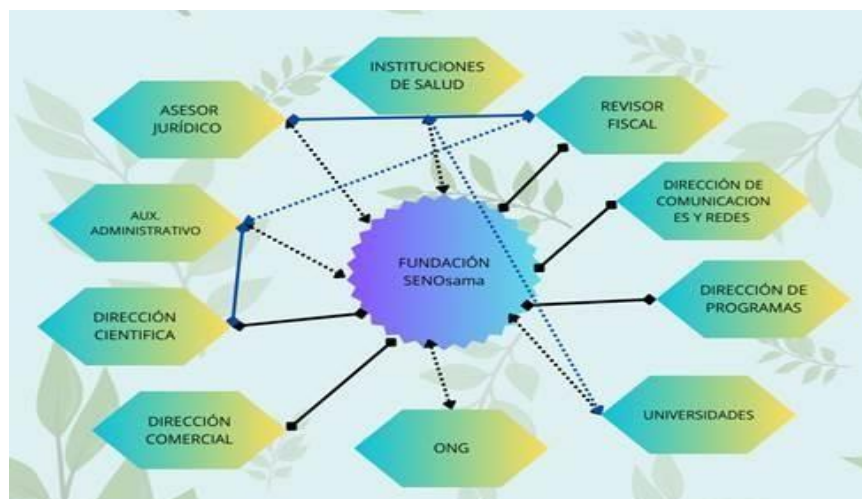 INSTITUCIONES
DE SALUD
ASESOR
JURÍDICO
REVISOR
FISCAL
AUX.
ADMINISTRATIVO
DIRECCIÓN DE
COMUNICACION
ES Y REDES
FUNDACIÓN
SENOsama
DIRECCIÓN
CIENTIFICA
DIRECCIÓN DE
PROGRAMAS
DIRECCIÓN
COMERCIAL
ONG
UNIVERSIDADES